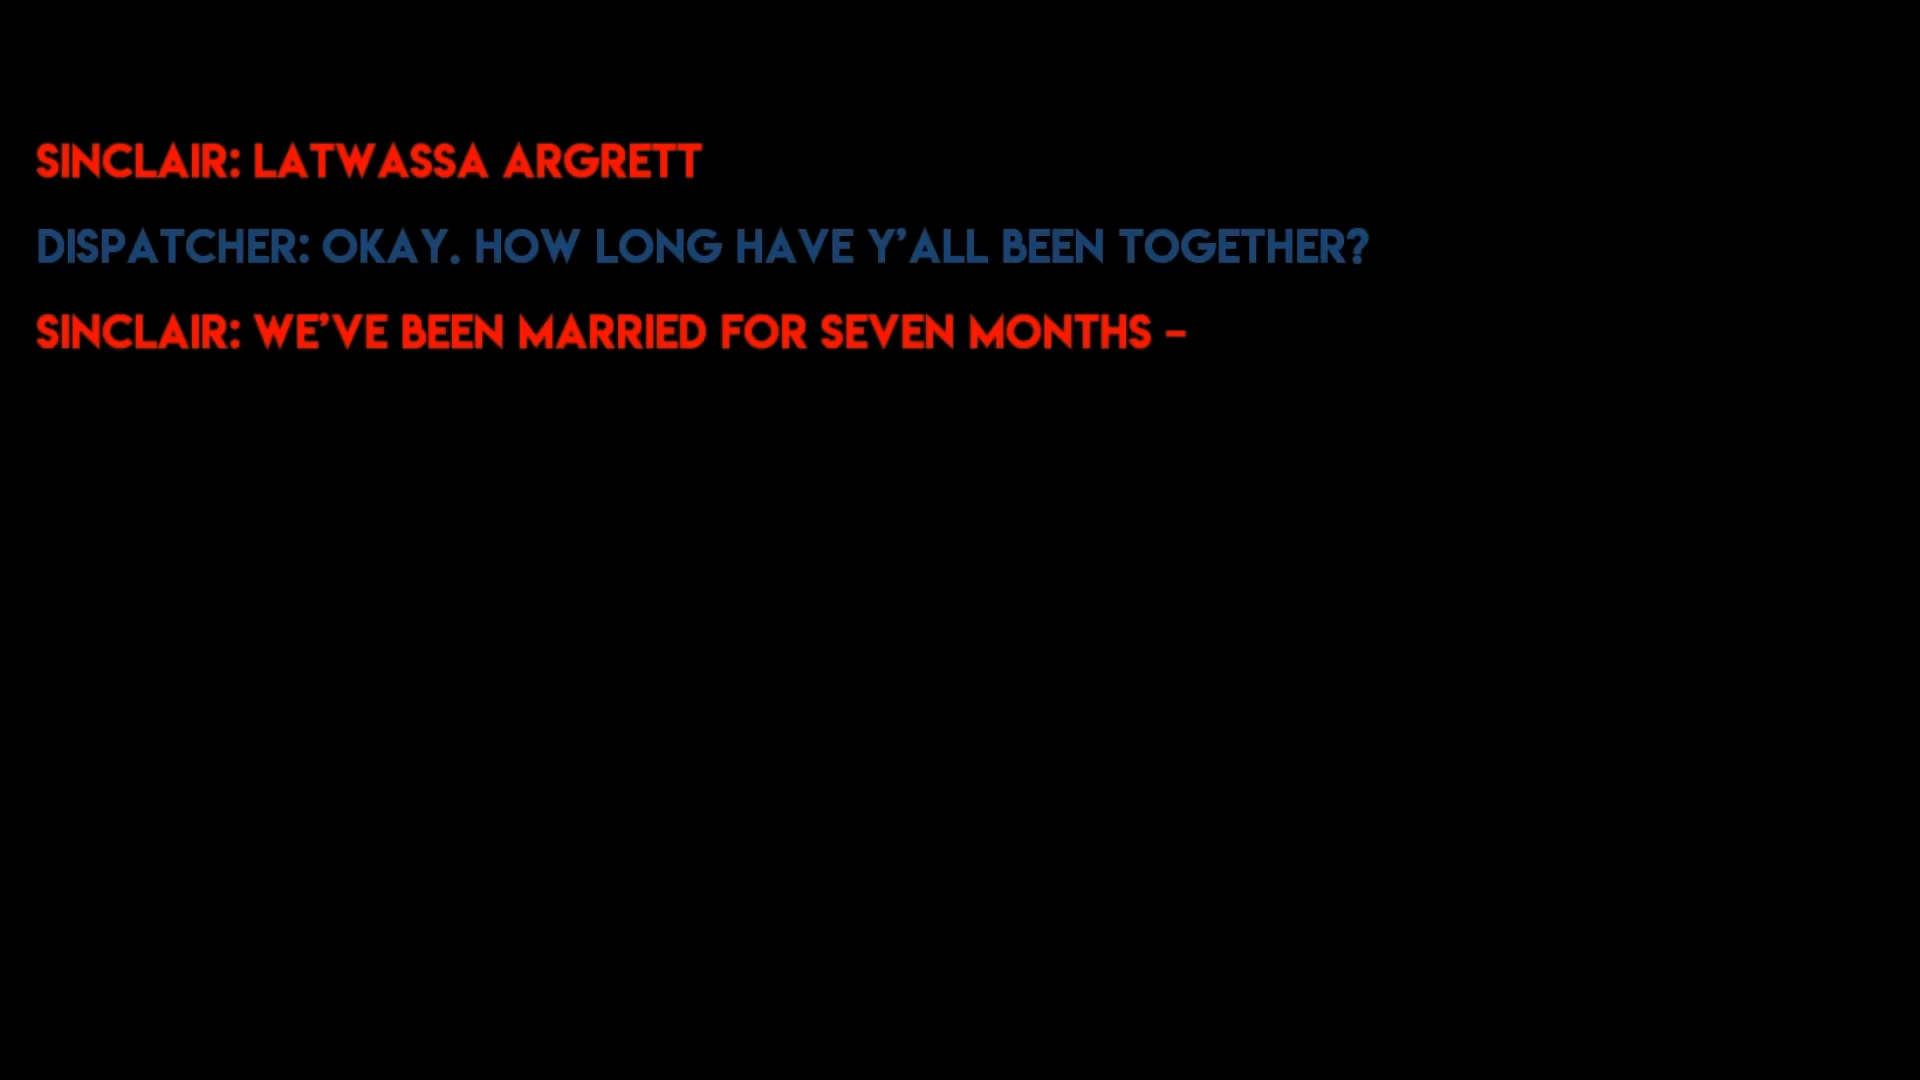 SINCLAIR: LATWASSA ARGRETT
DISPATCHER: OKAY. HOW LONG HAVE Y’ALL BEEN TOGETHER?
SINCLAIR: WE’VE BEEN MARRIED FOR SEVEN MONTHS –